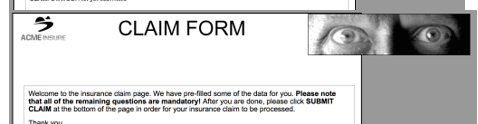 CLAIM FORM
ACME INSURE
Welcome to the insurance claim page. We have pre-filled some of the data for you. Please note
that all of the remaining questions are mandatory! After you are done, please click SUBMIT
CLAIM at the bottom of the page in order for your insurance claim to be processed.
Thank you